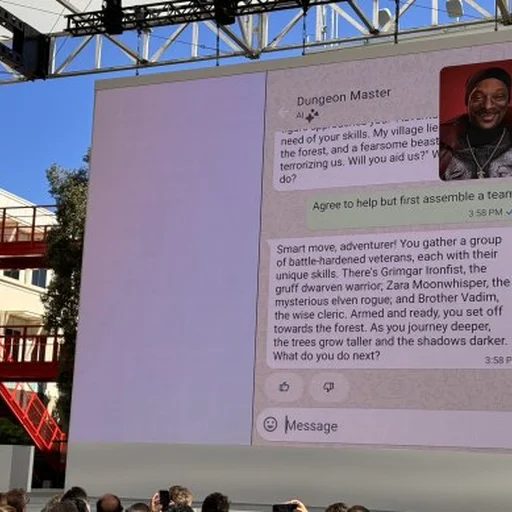 Dungeon Master
AI
need of your skills. My village lie
the forest, and a fearsome beast
terrorizing us. Will you aid us?" W
do?
Agree to help but first assemble a team
3:58 PM
Smart move, adventurer! You gather a group
of battle-hardened veterans, each with their
unique skills. There's Grimgar Ironfist, the
gruff dwarven warrior; Zara Moonwhisper, the
mysterious elven rogue; and Brother Vadim,
the wise cleric. Armed and ready, you set off
towards the forest. As you journey deeper,
the trees grow taller and the shadows darker.
What do you do next?
3:58 P
Message